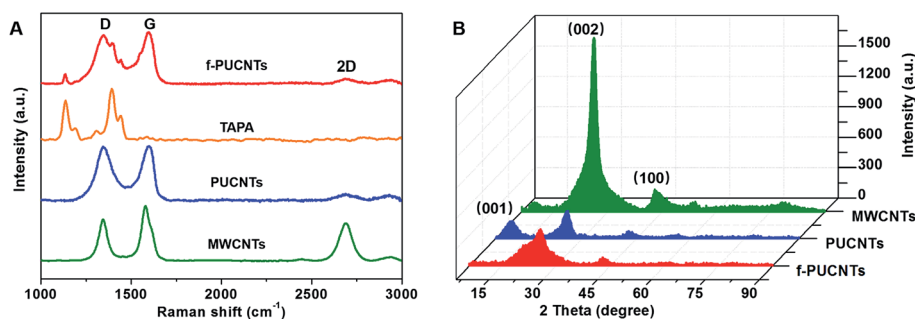 A
D
G
f-PUCNTs
2D
TAPA
PUCNTs
MWCNTs
Intensity (a.u.)
1000
1500
2000
2500
3000
Raman shift (cm⁻¹)
B
(002)
(100)
(001)
1500
1200
900
600
300
0
Intensity (a.u.)
MWCNTs
PUCNTs
f-PUCNTs
15
30
45
60
75
90
2 Theta (degree)